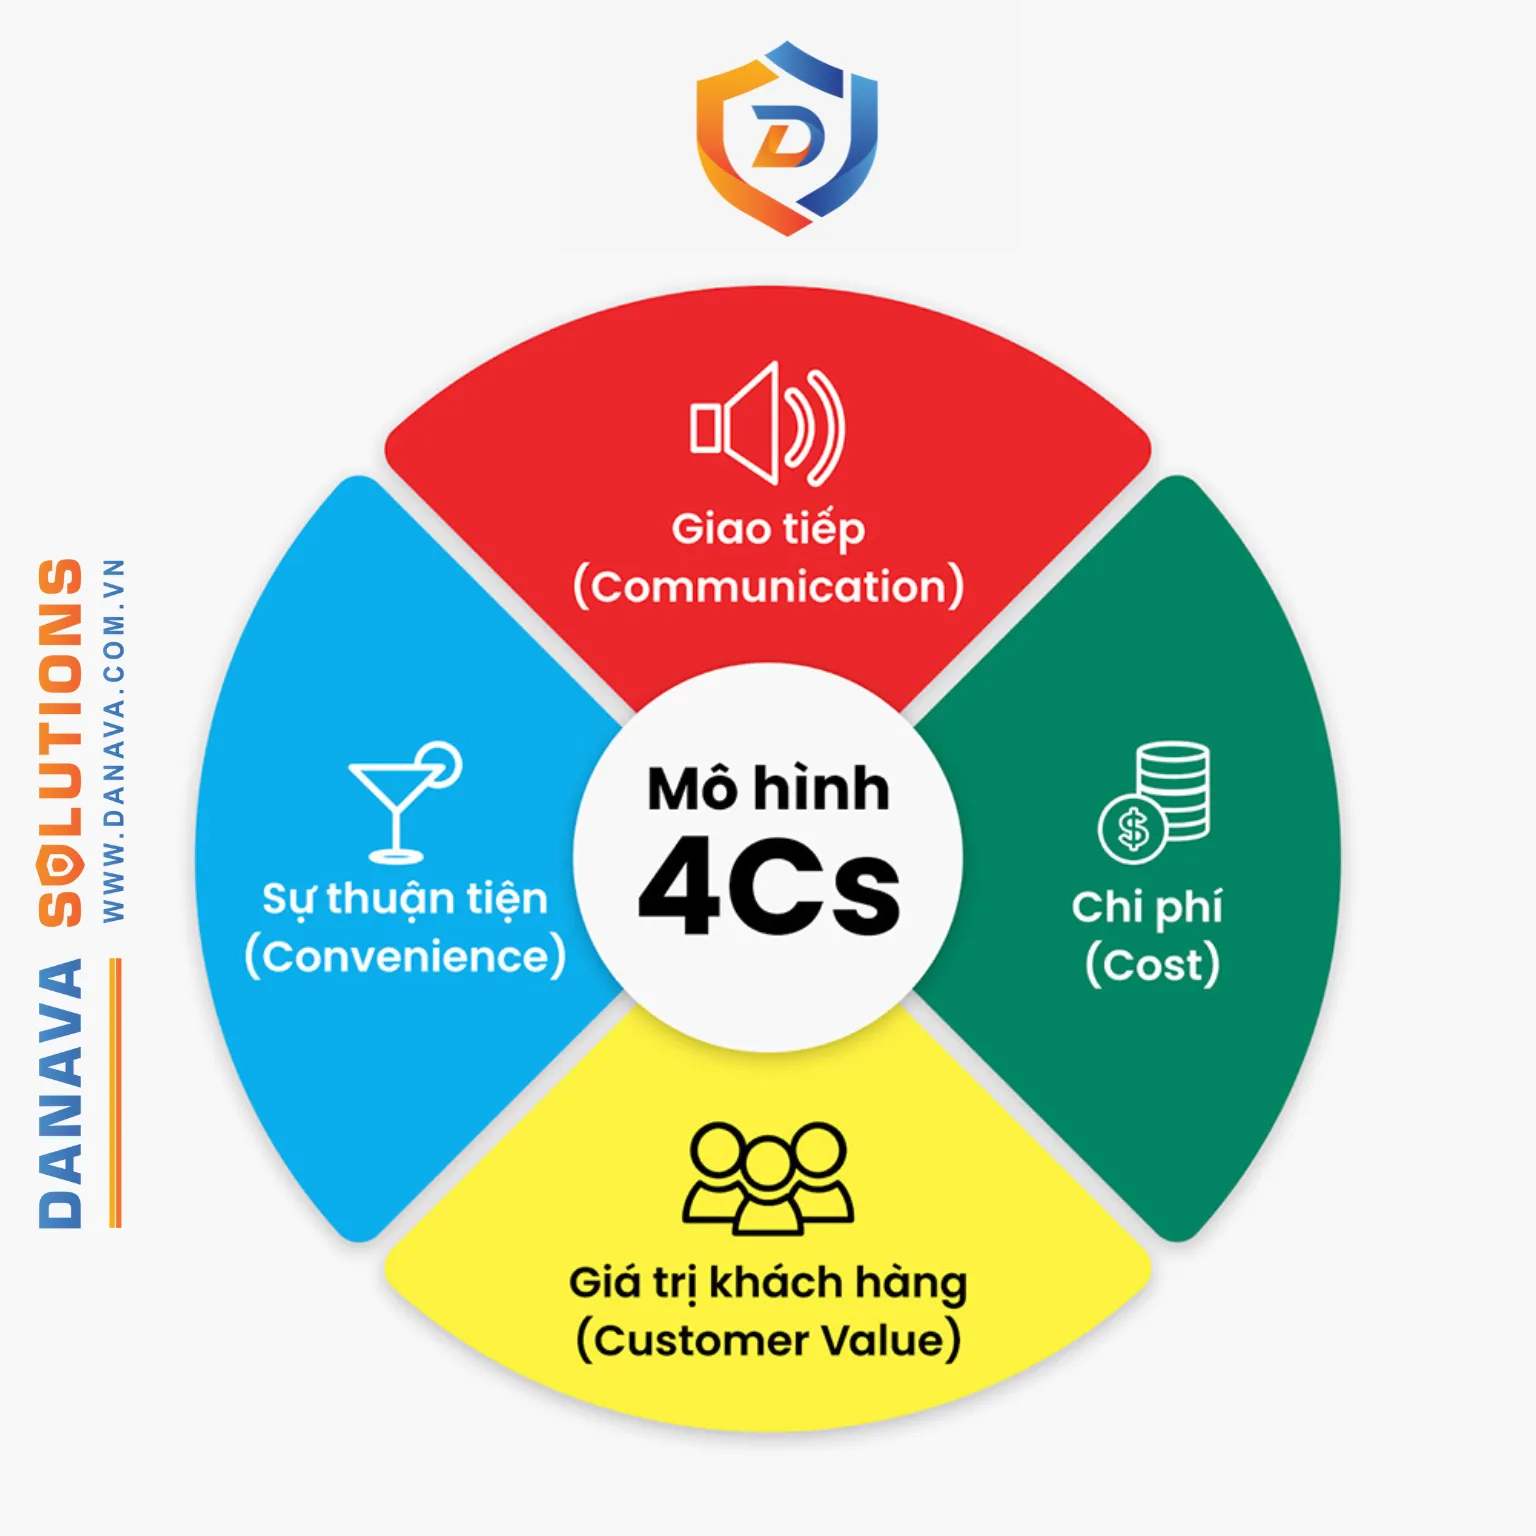 D
Giao tiếp
(Communication)
Sự thuận tiện
(Convenience)
Mô hình
4Cs
Chi phí
(Cost)
Giá trị khách hàng
(Customer Value)
DANAVA SOLUTIONS
WWW.DANAVA.COM.VN